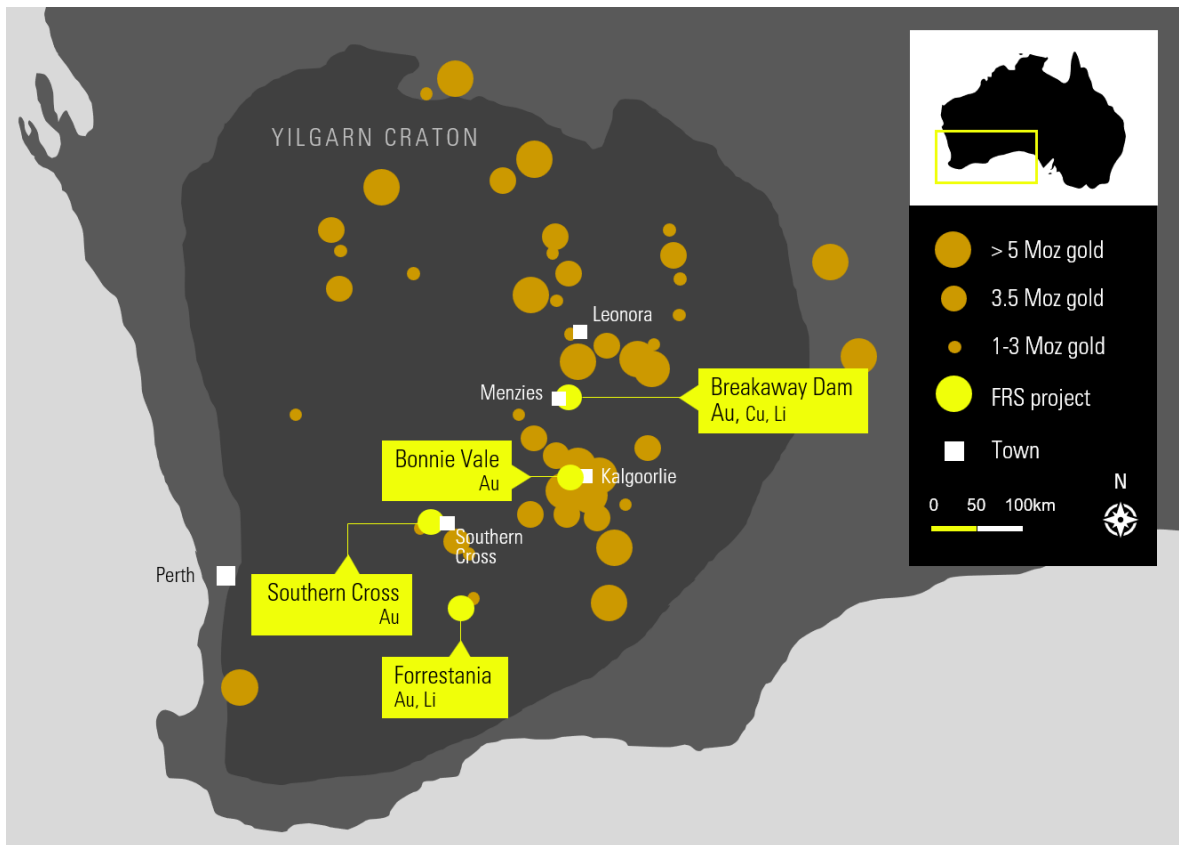 YILGARN CRATON
> 5 Moz gold
3.5 Moz gold
1-3 Moz gold
FRS project
Town
N
0 50 100km
Leonora
Menzies
Breakaway Dam
Au, Cu, Li
Bonnie Vale
Au
Kalgoorlie
Southern
Cross
Perth
Southern Cross
Au
Forrestania
Au, Li